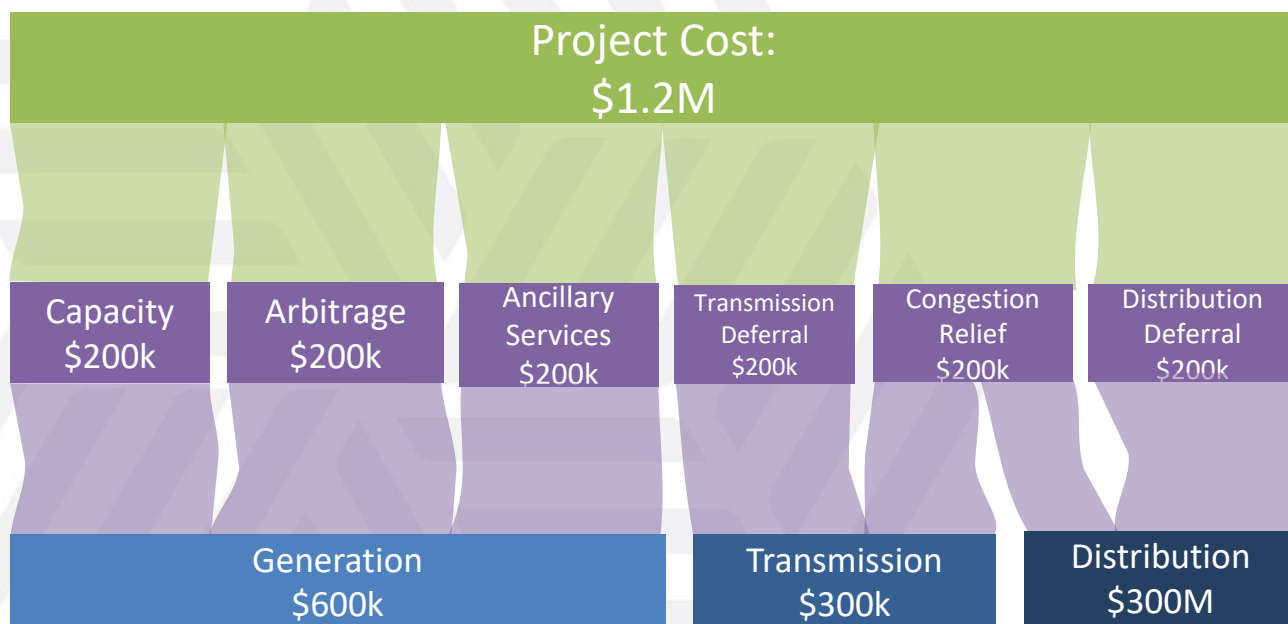 Project Cost:
$1.2M
Capacity
$200k
Arbitrage
$200k
Ancillary
Services
$200k
Transmission
Deferral
$200k
Congestion
Relief
$200k
Distribution
Deferral
$200k
Generation
$600k
Transmission
$300k
Distribution
$300M